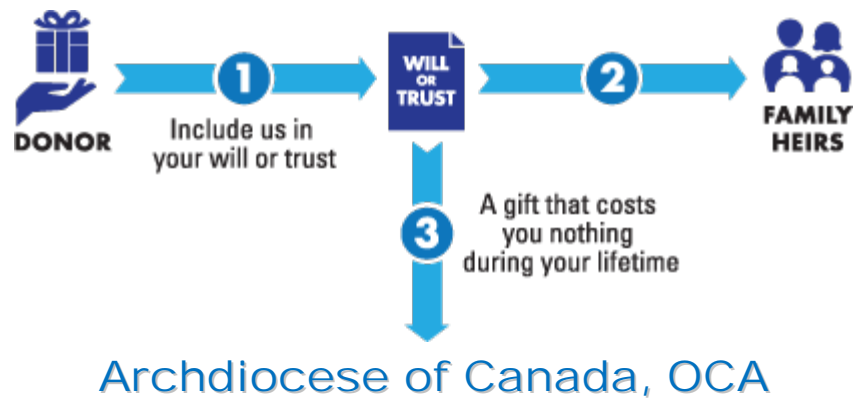 DONOR
1
Include us in
your will or trust
WILL
OR
TRUST
2
FAMILY
HEIRS
3
A gift that costs
you nothing
during your lifetime
Archdiocese of Canada, OCA